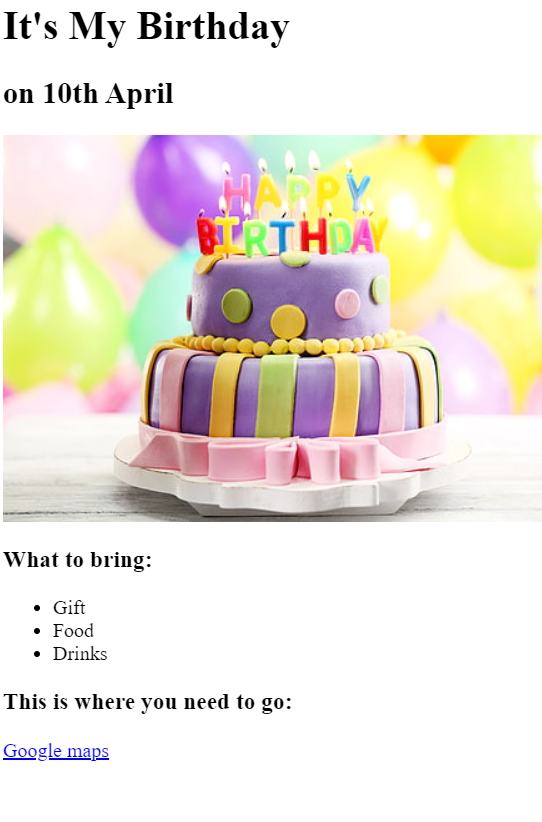 It's My Birthday
on 10th April
HAPPY
BIRTHDAY
What to bring:
Gift
Food
Drinks
This is where you need to go:
Google maps